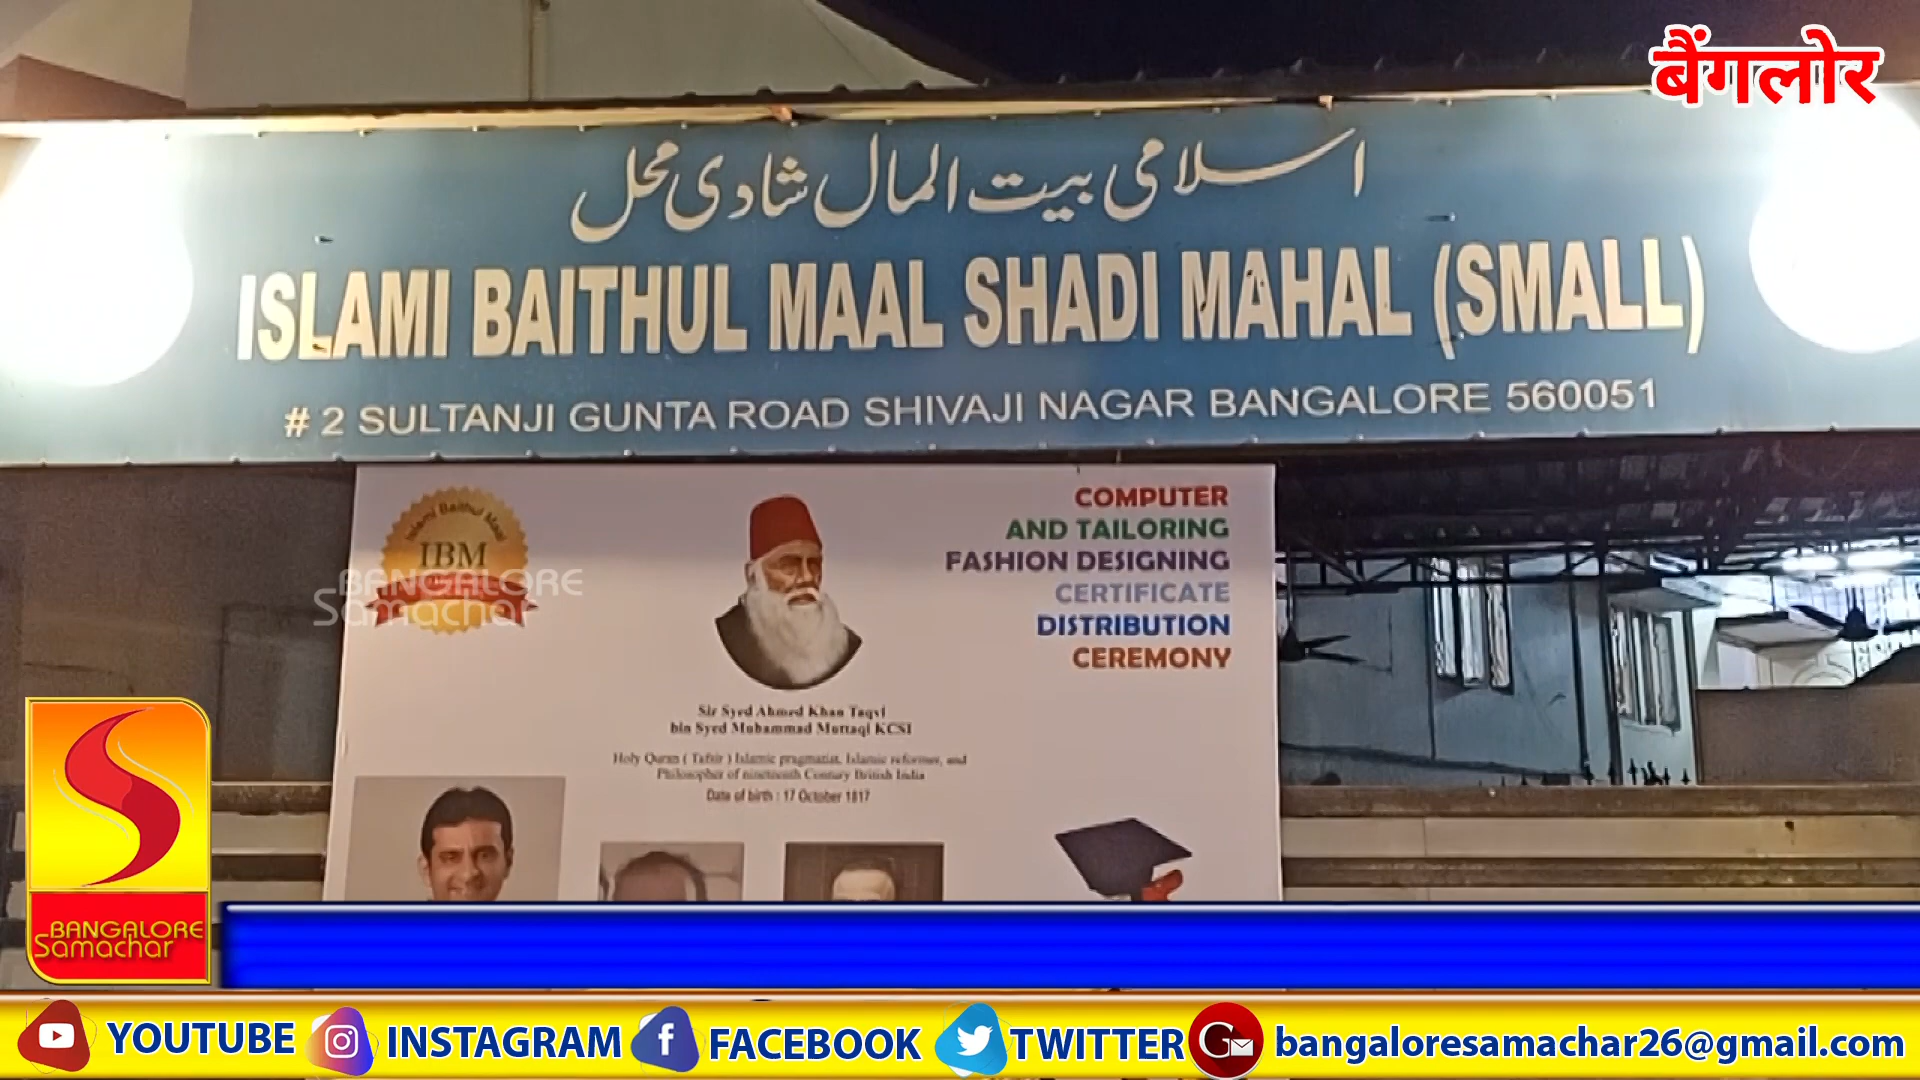 बैंगलोर
اسلامی بیت المال شادی محل
ISLAMI BAITHUL MAAL SHADI MAHAL (SMALL)
# 2 SULTANJI GUNTA ROAD SHIVAJI NAGAR BANGALORE 560051
Islami Baithul Maal
IBM
BANGALORE
Samachar
COMPUTER
AND TAILORING
FASHION DESIGNING
CERTIFICATE
DISTRIBUTION
CEREMONY
Sir Syed Ahmed Khan Taqvi
bin Syed Muhammad Muttaqi KCSI
Holy Quran ( Tafsir ) Islamic pragmatist, Islamic reformer, and
Philosopher of nineteenth Century British India
Date of birth : 17 October 1817
BANGALORE
Samachar
YOUTUBE INSTAGRAM FACEBOOK TWITTER bangaloresamachar26@gmail.com